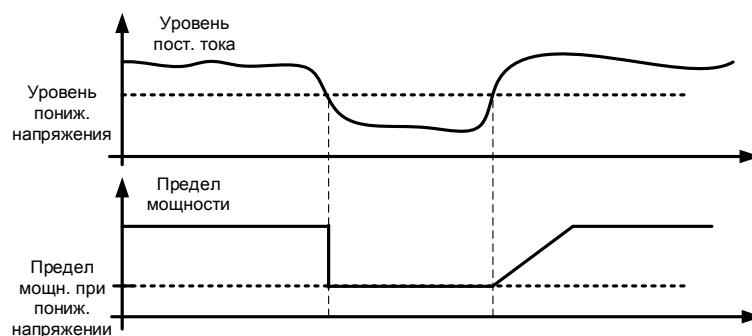 Уровень
пост. тока
Уровень
пониж.
напряжения
Предел
мощности
Предел
мощн. при
пониж.
напряжении